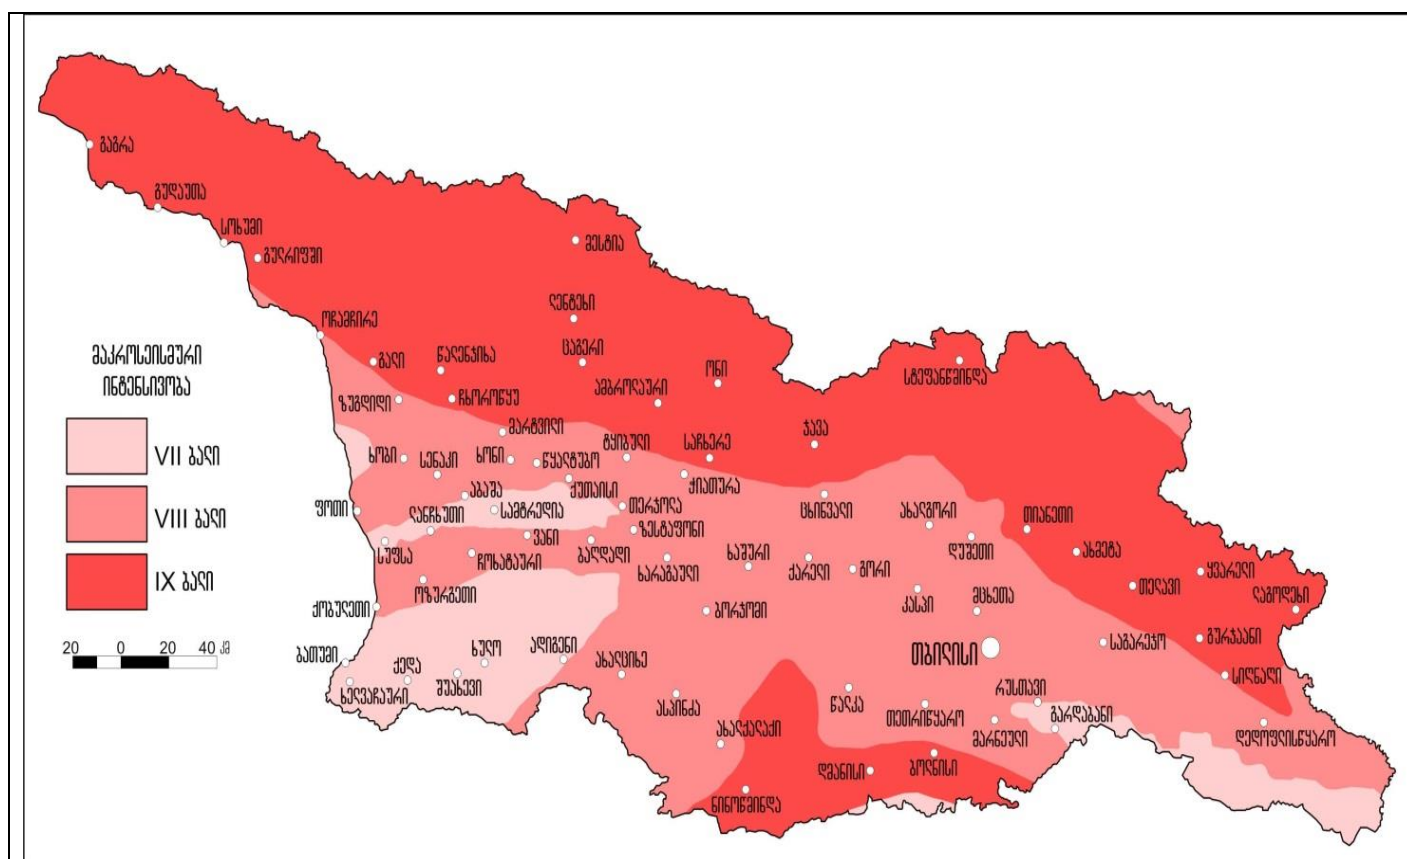 გაგრა
გუდაუთა
სოხუმი
გულრიფში
მესტია
ლენტეხი
ოჩამჩირე
მაკროსეისმური
ინტენსივობა
VII ბალი
VIII ბალი
IX ბალი
20 0 20 40 კმ
გალი
წალენჯიხა
ცაგერი
ონი
სტეფანწმინდა
ამბროლაური
ზუგდიდი
ჩხოროწყუ
მარტვილი
ტყიბული
საჩხერე
ჯავა
ხობი
სენაკი
ხონი
წყალტუბო
ქუთაისი
ჭიათურა
აბაშა
ფოთი
ლანჩხუთი
სამტრედია
თერჯოლა
ცხინვალი
ახალგორი
თიანეთი
სუფსა
ვანი
ზესტაფონი
დუშეთი
ახმეტა
ჩოხატაური
ბაღდადი
ხარაგაული
ხაშური
ქარელი
გორი
ყვარელი
ოზურგეთი
კასპი
მცხეთა
თელავი
ლაგოდეხი
ქობულეთი
ბორჯომი
თბილისი
საგარეჯო
გურჯაანი
ბათუმი
ქედა
ხულო
ადიგენი
ახალციხე
სიღნაღი
ხელვაჩაური
შუახევი
ასპინძა
წალკა
თეთრიწყარო
რუსთავი
გარდაბანი
მარნეული
დედოფლისწყარო
ახალქალაქი
დმანისი
ბოლნისი
ნინოწმინდა